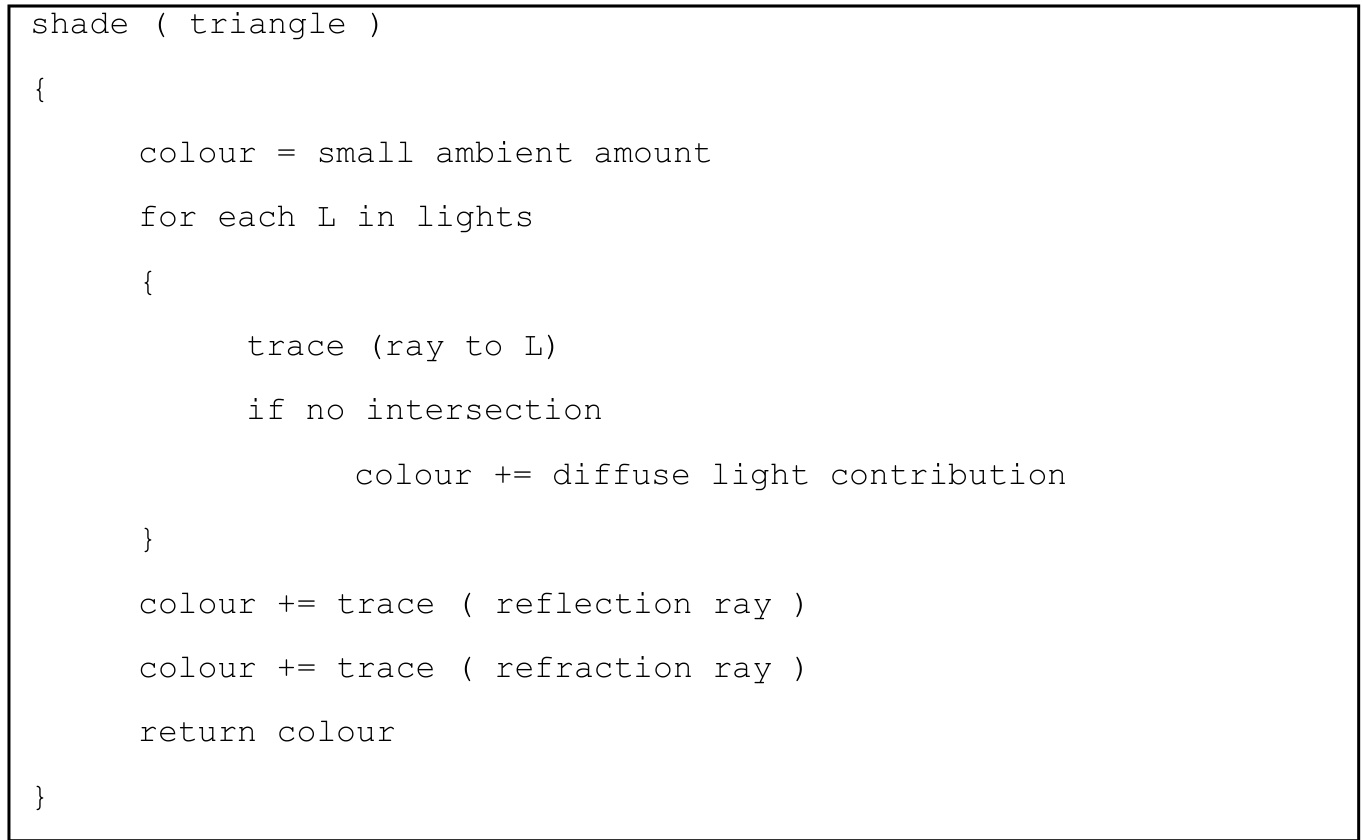 shade ( triangle )
{
colour = small ambient amount
for each L in lights
{
trace (ray to L)
if no intersection
colour += diffuse light contribution
}
colour += trace ( reflection ray )
colour += trace ( refraction ray )
return colour
}